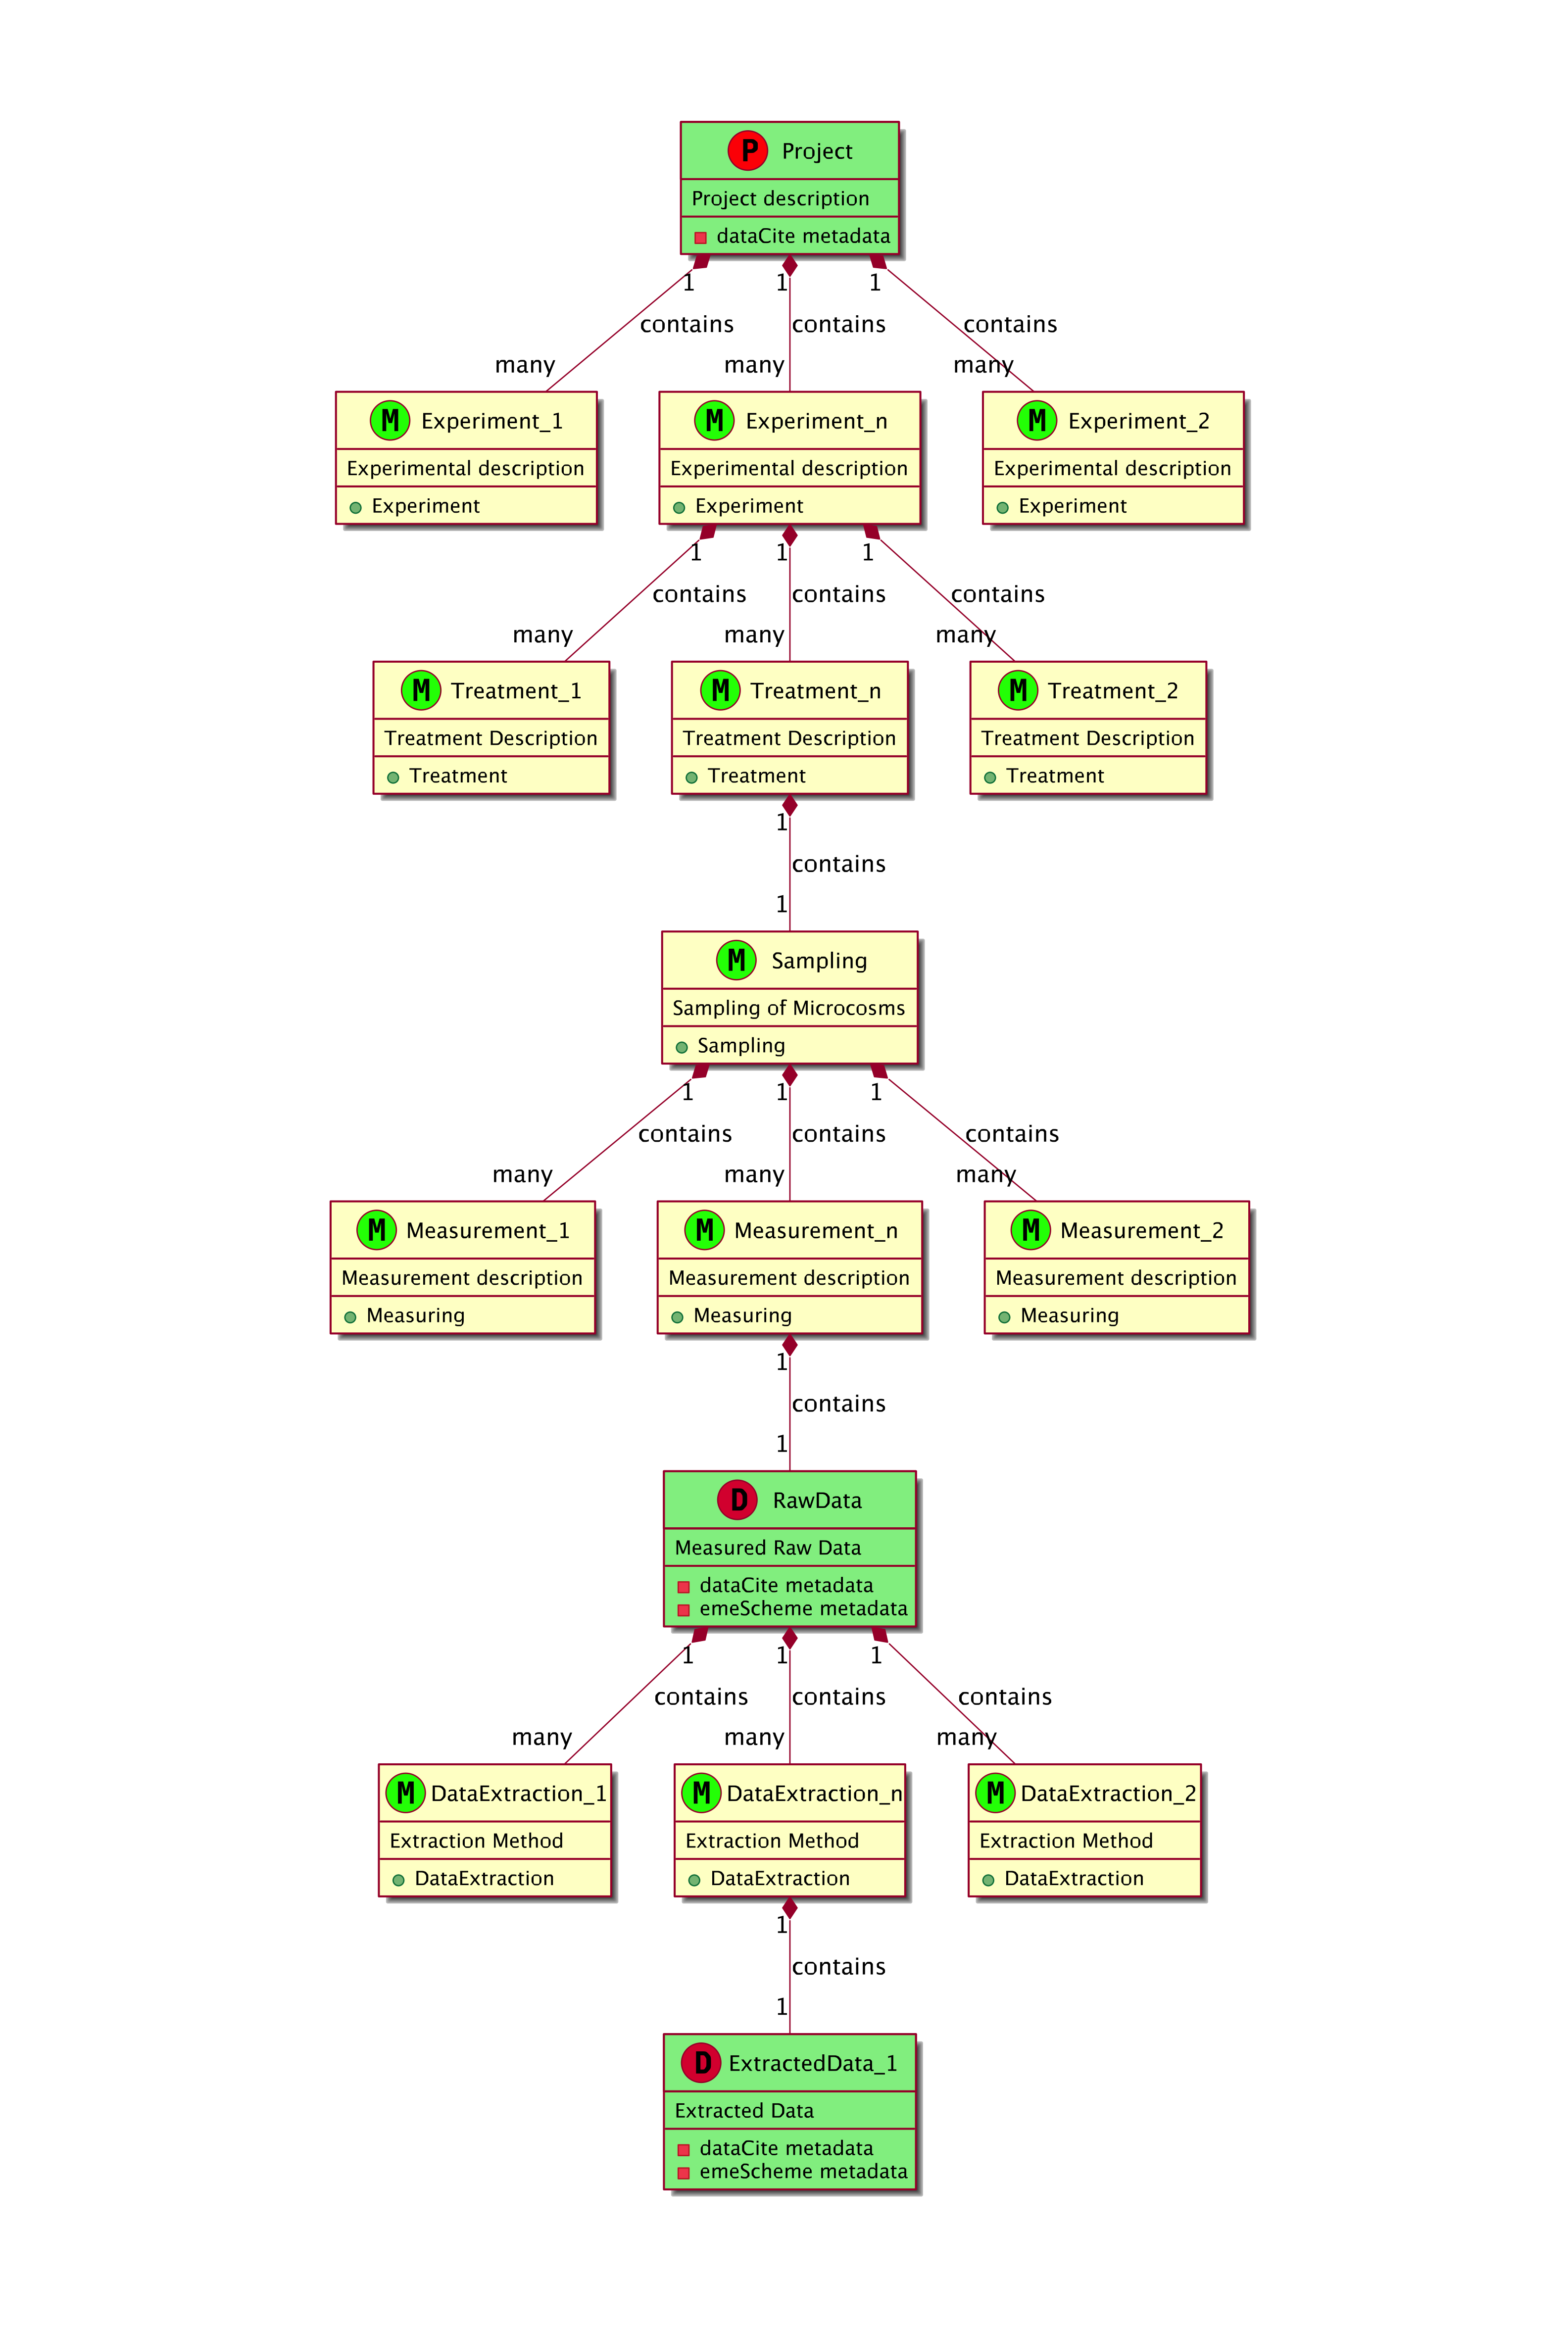 P Project
Project description
dataCite metadata
1 1 1
contains contains contains
many many many
M Experiment_1 M Experiment_n M Experiment_2
Experimental description Experimental description Experimental description
Experiment Experiment Experiment
1 1 1
contains contains contains
many many many
M Treatment_1 M Treatment_n M Treatment_2
Treatment Description Treatment Description Treatment Description
Treatment Treatment Treatment
1
contains
1
M Sampling
Sampling of Microcosms
Sampling
1 1 1
contains contains contains
many many many
M Measurement_1 M Measurement_n M Measurement_2
Measurement description Measurement description Measurement description
Measuring Measuring Measuring
1
contains
1
D RawData
Measured Raw Data
dataCite metadata
emeScheme metadata
1 1 1
contains contains contains
many many many
M DataExtraction_1 M DataExtraction_n M DataExtraction_2
Extraction Method Extraction Method Extraction Method
DataExtraction DataExtraction DataExtraction
1
contains
1
D ExtractedData_1
Extracted Data
dataCite metadata
emeScheme metadata